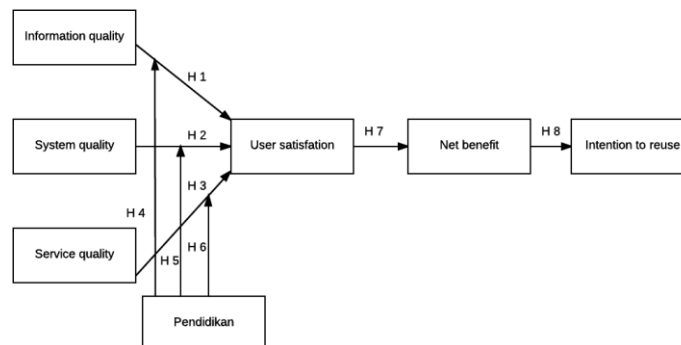 Information quality
H 1
System quality
H 2
User satisfation
H 7
Net benefit
H 8
Intention to reuse
H 3
H 4
Service quality
H 5
H 6
Pendidikan